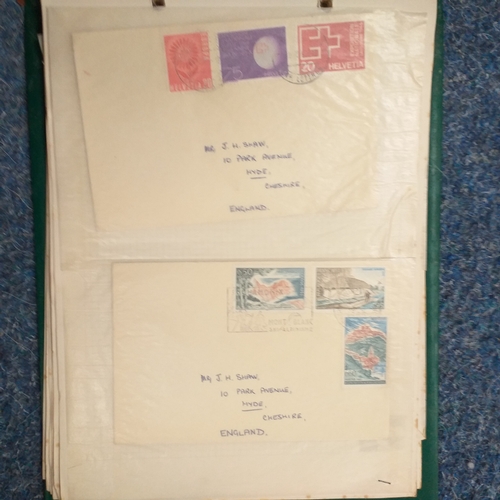 20
HELVETIA
MR J. H. SHAW,
10 PARK AVENUE,
HYDE,
CHESHIRE,
ENGLAND.
MR J. H. SHAW,
10 PARK AVENUE,
HYDE,
CHESHIRE,
ENGLAND.